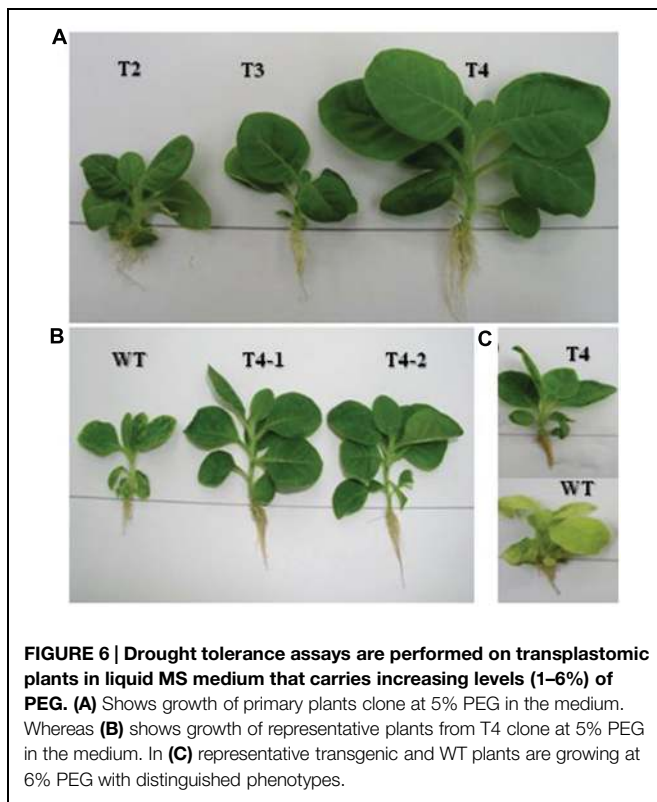 A
T2 T3 T4
B C
WT T4-1 T4-2 T4
WT
FIGURE 6 | Drought tolerance assays are performed on transplastomic
plants in liquid MS medium that carries increasing levels (1–6%) of
PEG. (A) Shows growth of primary plants clone at 5% PEG in the medium.
Whereas (B) shows growth of representative plants from T4 clone at 5% PEG
in the medium. In (C) representative transgenic and WT plants are growing at
6% PEG with distinguished phenotypes.